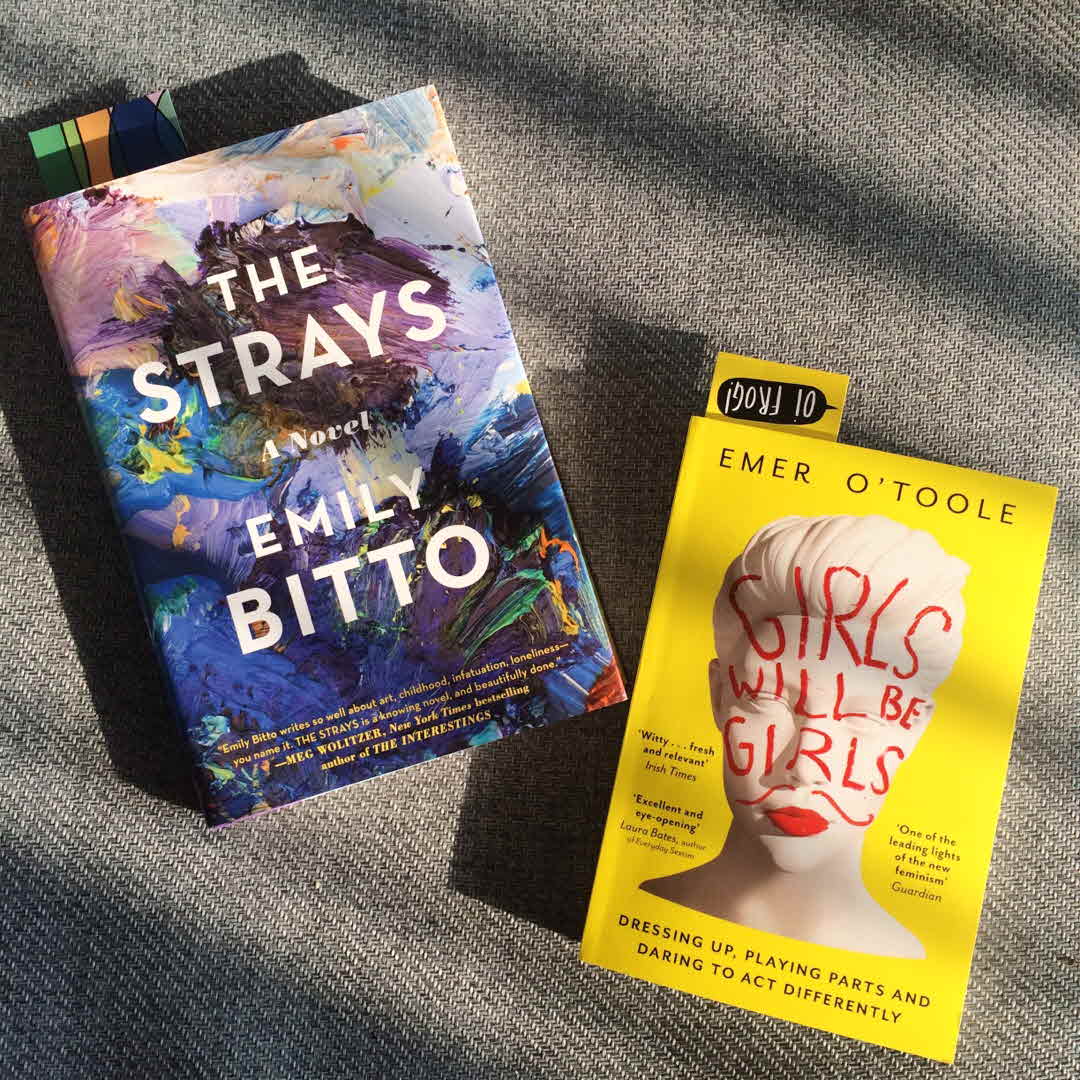 THE
STRAYS
A Novel
EMILY
BITTO
"Emily Bitto writes so well about art, childhood, infatuation, loneliness—
you name it. THE STRAYS is a knowing novel, and beautifully done."
—MEG WOLITZER, New York Times bestselling
author of THE INTERESTINGS
OI FROG!
EMER O'TOOLE
GIRLS
WILL BE
GIRLS
'Witty . . . fresh
and relevant'
Irish Times
'Excellent and
eye-opening'
Laura Bates, author
of Everyday Sexism
'One of the
leading lights
of the new
feminism'
Guardian
DRESSING UP, PLAYING PARTS AND
DARING TO ACT DIFFERENTLY